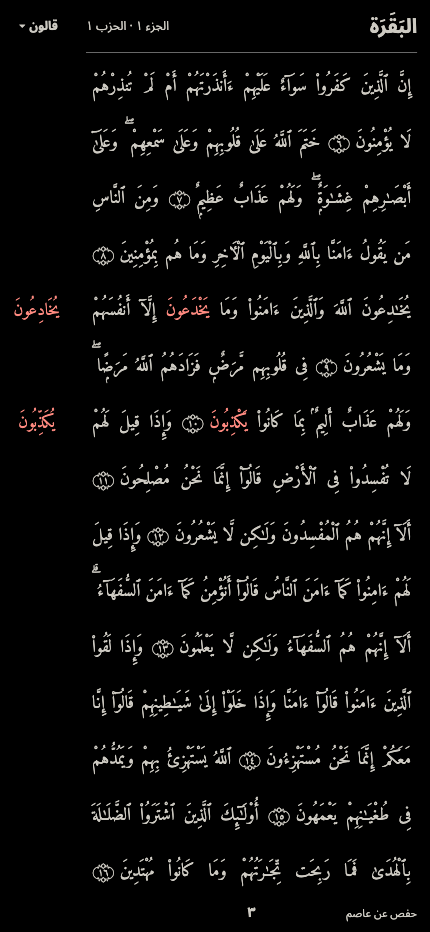 البَقَرَة
الجزء ١ · الحزب ١
قالون
إِنَّ ٱلَّذِينَ كَفَرُوا۟ سَوَآءٌ عَلَيْهِمْ ءَأَنذَرْتَهُمْ أَمْ لَمْ تُنذِرْهُمْ
لَا يُؤْمِنُونَ ٦ خَتَمَ ٱللَّهُ عَلَىٰ قُلُوبِهِمْ وَعَلَىٰ سَمْعِهِمْ ۖ وَعَلَىٰٓ
أَبْصَـٰرِهِمْ غِشَـٰوَةٌ ۖ وَلَهُمْ عَذَابٌ عَظِيمٌ ٧ وَمِنَ ٱلنَّاسِ
مَن يَقُولُ ءَامَنَّا بِٱللَّهِ وَبِٱلْيَوْمِ ٱلْـَٔاخِرِ وَمَا هُم بِمُؤْمِنِينَ ٨
يُخَـٰدِعُونَ ٱللَّهَ وَٱلَّذِينَ ءَامَنُوا۟ وَمَا يَخْدَعُونَ إِلَّآ أَنفُسَهُمْ يُخَادِعُونَ
وَمَا يَشْعُرُونَ ٩ فِى قُلُوبِهِم مَّرَضٌ فَزَادَهُمُ ٱللَّهُ مَرَضًا ۖ
وَلَهُمْ عَذَابٌ أَلِيمٌۢ بِمَا كَانُوا۟ يَكْذِبُونَ ١٠ وَإِذَا قِيلَ لَهُمْ يُكَذِّبُونَ
لَا تُفْسِدُوا۟ فِى ٱلْأَرْضِ قَالُوٓا۟ إِنَّمَا نَحْنُ مُصْلِحُونَ ١١
أَلَآ إِنَّهُمْ هُمُ ٱلْمُفْسِدُونَ وَلَـٰكِن لَّا يَشْعُرُونَ ١٢ وَإِذَا قِيلَ
لَهُمْ ءَامِنُوا۟ كَمَآ ءَامَنَ ٱلنَّاسُ قَالُوٓا۟ أَنُؤْمِنُ كَمَآ ءَامَنَ ٱلسُّفَهَآءُ ۗ
أَلَآ إِنَّهُمْ هُمُ ٱلسُّفَهَآءُ وَلَـٰكِن لَّا يَعْلَمُونَ ١٣ وَإِذَا لَقُوا۟
ٱلَّذِينَ ءَامَنُوا۟ قَالُوٓا۟ ءَامَنَّا وَإِذَا خَلَوْا۟ إِلَىٰ شَيَـٰطِينِهِمْ قَالُوٓا۟ إِنَّا
مَعَكُمْ إِنَّمَا نَحْنُ مُسْتَهْزِءُونَ ١٤ ٱللَّهُ يَسْتَهْزِئُ بِهِمْ وَيَمُدُّهُمْ
فِى طُغْيَـٰنِهِمْ يَعْمَهُونَ ١٥ أُو۟لَـٰٓئِكَ ٱلَّذِينَ ٱشْتَرَوُا۟ ٱلضَّلَـٰلَةَ
بِٱلْهُدَىٰ فَمَا رَبِحَت تِّجَـٰرَتُهُمْ وَمَا كَانُوا۟ مُهْتَدِينَ ١٦
حفص عن عاصم
٣